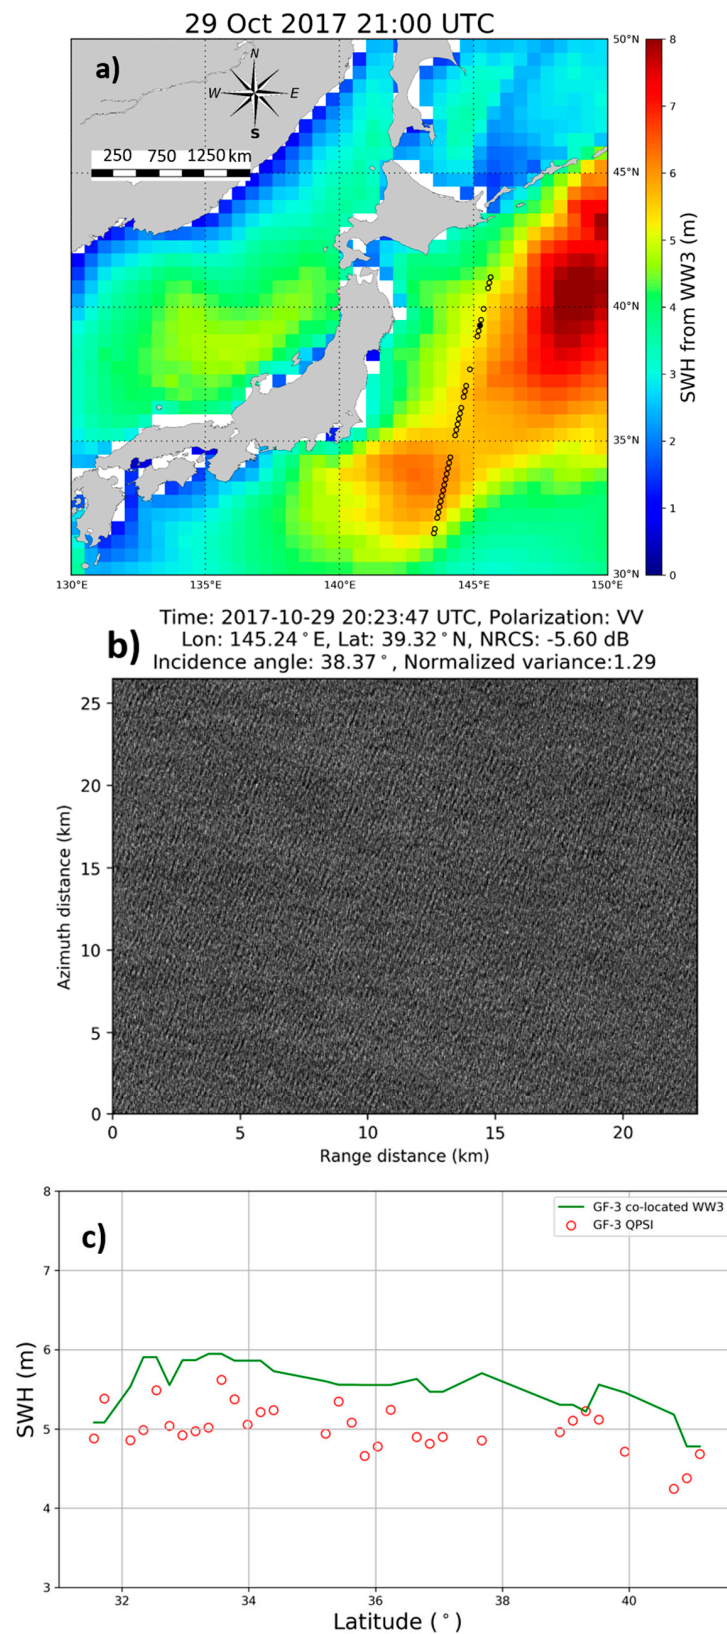 29 Oct 2017 21:00 UTC
a)
N
W E
S
250 750 1250 km
50°N
45°N
40°N
35°N
30°N
130°E 135°E 140°E 145°E 150°E
8
7
6
5
4
3
2
1
0
SWH from WW3 (m)
b)
Time: 2017-10-29 20:23:47 UTC, Polarization: VV
Lon: 145.24°E, Lat: 39.32°N, NRCS: -5.60 dB
Incidence angle: 38.37°, Normalized variance:1.29
25
20
15
10
5
0
Azimuth distance (km)
0 5 10 15 20
Range distance (km)
c)
GF-3 co-located WW3
GF-3 QPSI
8
7
6
5
4
3
SWH (m)
32 34 36 38 40
Latitude (°)